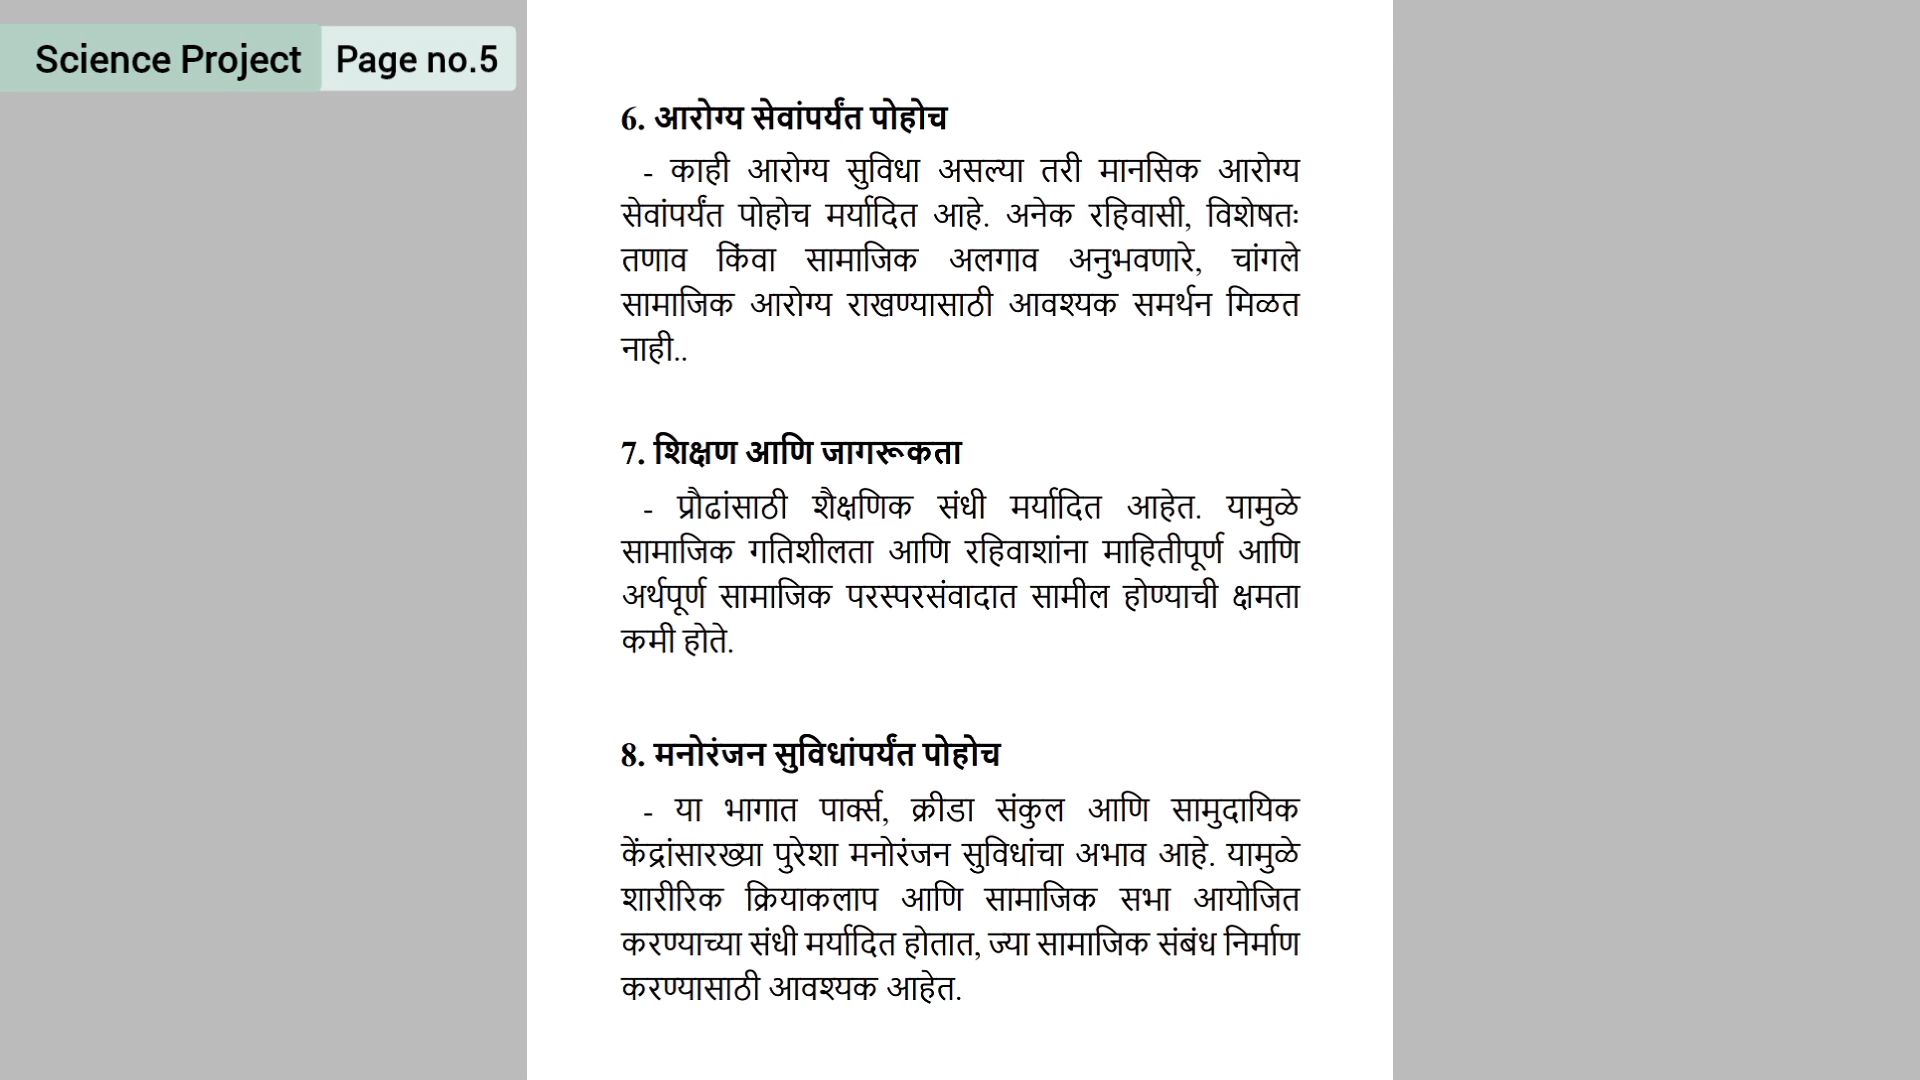 Science Project Page no.5
6. आरोग्य सेवांपर्यंत पोहोच
- काही आरोग्य सुविधा असल्या तरी मानसिक आरोग्य
सेवांपर्यंत पोहोच मर्यादित आहे. अनेक रहिवासी, विशेषतः
तणाव किंवा सामाजिक अलगाव अनुभवणारे, चांगले
सामाजिक आरोग्य राखण्यासाठी आवश्यक समर्थन मिळत
नाही..
7. शिक्षण आणि जागरूकता
- प्रौढांसाठी शैक्षणिक संधी मर्यादित आहेत. यामुळे
सामाजिक गतिशीलता आणि रहिवाशांना माहितीपूर्ण आणि
अर्थपूर्ण सामाजिक परस्परसंवादात सामील होण्याची क्षमता
कमी होते.
8. मनोरंजन सुविधांपर्यंत पोहोच
- या भागात पार्क्स, क्रीडा संकुल आणि सामुदायिक
केंद्रांसारख्या पुरेशा मनोरंजन सुविधांचा अभाव आहे. यामुळे
शारीरिक क्रियाकलाप आणि सामाजिक सभा आयोजित
करण्याच्या संधी मर्यादित होतात, ज्या सामाजिक संबंध निर्माण
करण्यासाठी आवश्यक आहेत.